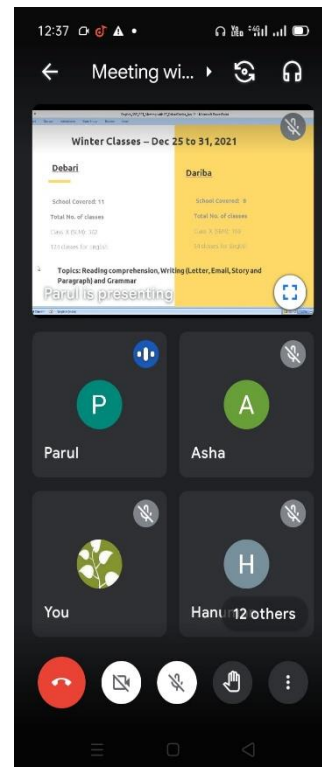 12:37
Meeting wi...
Winter Classes – Dec 25 to 31, 2021
Debari
Dariba
School Covered: 11
School Covered: 9
Total No. of classes
Total No. of classes
Topics: Reading comprehension, Writing (Letter, Email, Story and
Paragraph) and Grammar
Parul is presenting
P
A
Parul
Asha
H
You
12 others